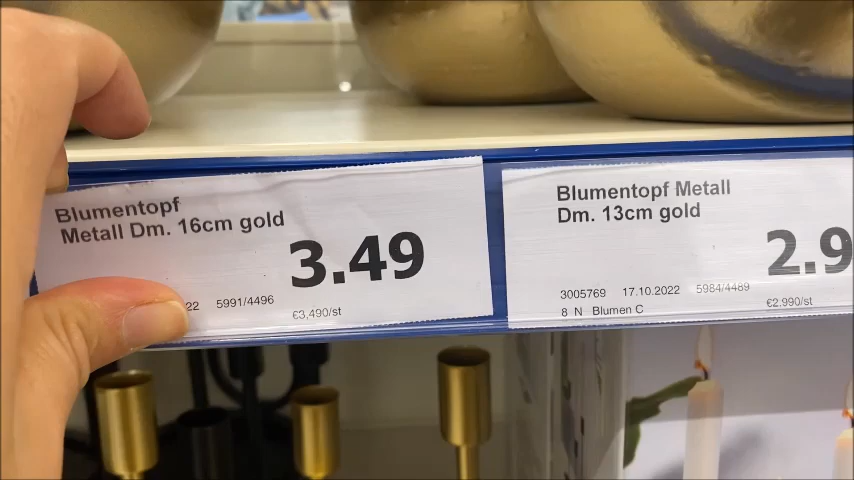 Blumentopf
Metall Dm. 16cm gold
3.49
22 5991/4496
€3,490/st
Blumentopf Metall
Dm. 13cm gold
2.9
3005769 17.10.2022 5984/4489
8 N Blumen C
€2,990/st